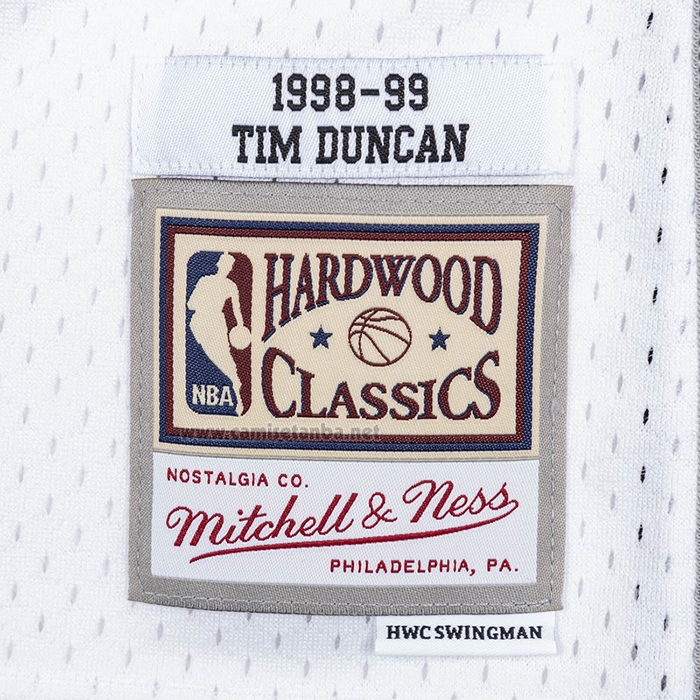 1998-99
TIM DUNCAN
HARDWOOD
CLASSICS
NBA
www.camisetanba.net
NOSTALGIA CO.
Mitchell & Ness
PHILADELPHIA, PA.
HWC SWINGMAN